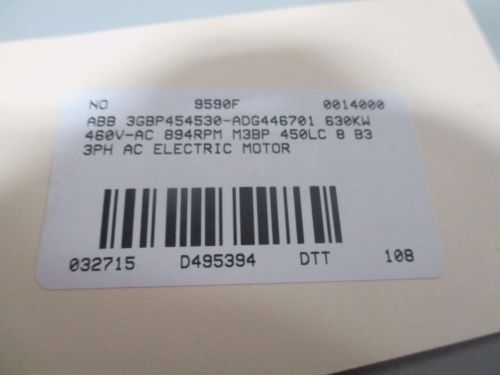 NO 9590F 0014000
ABB 3GBP454530-ADG446701 630KW
460V-AC 894RPM M3BP 450LC 8 B3
3PH AC ELECTRIC MOTOR
032715 D495394 DTT 108